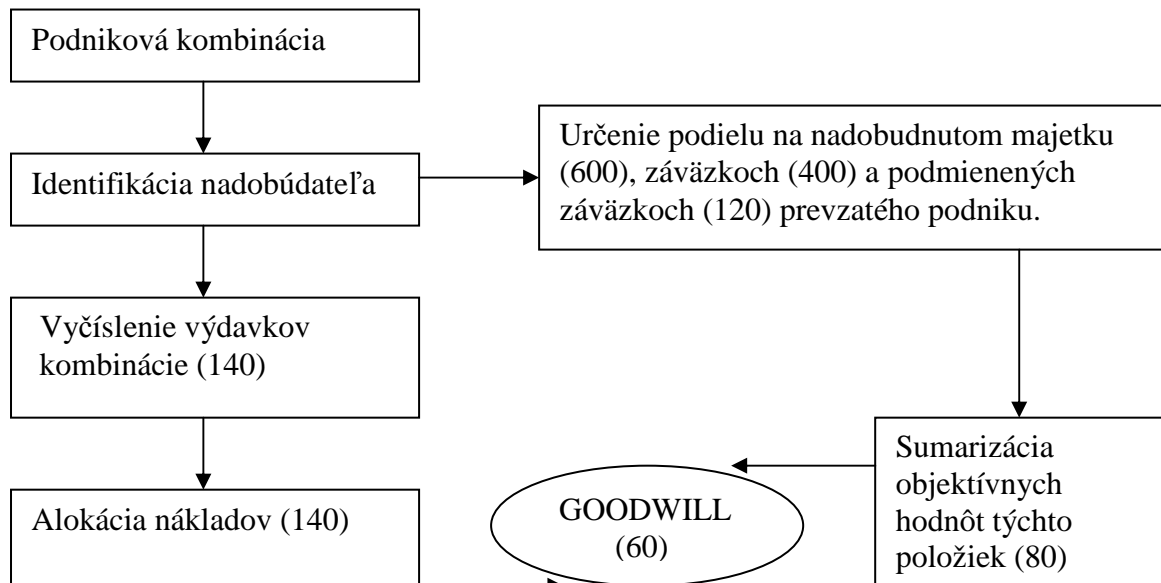 Podniková kombinácia
Identifikácia nadobúdateľa
Určenie podielu na nadobudnutom majetku
(600), záväzkoch (400) a podmienených
záväzkoch (120) prevzatého podniku.
Vyčíslenie výdavkov
kombinácie (140)
Alokácia nákladov (140)
GOODWILL
(60)
Sumarizácia
objektívnych
hodnôt týchto
položiek (80)